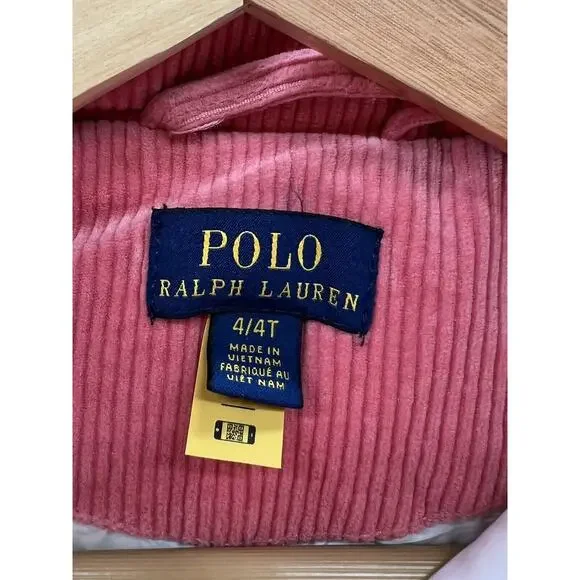 POLO
RALPH LAUREN
4/4T
MADE IN
VIETNAM
FABRIQUÉ AU
VIÊT NAM